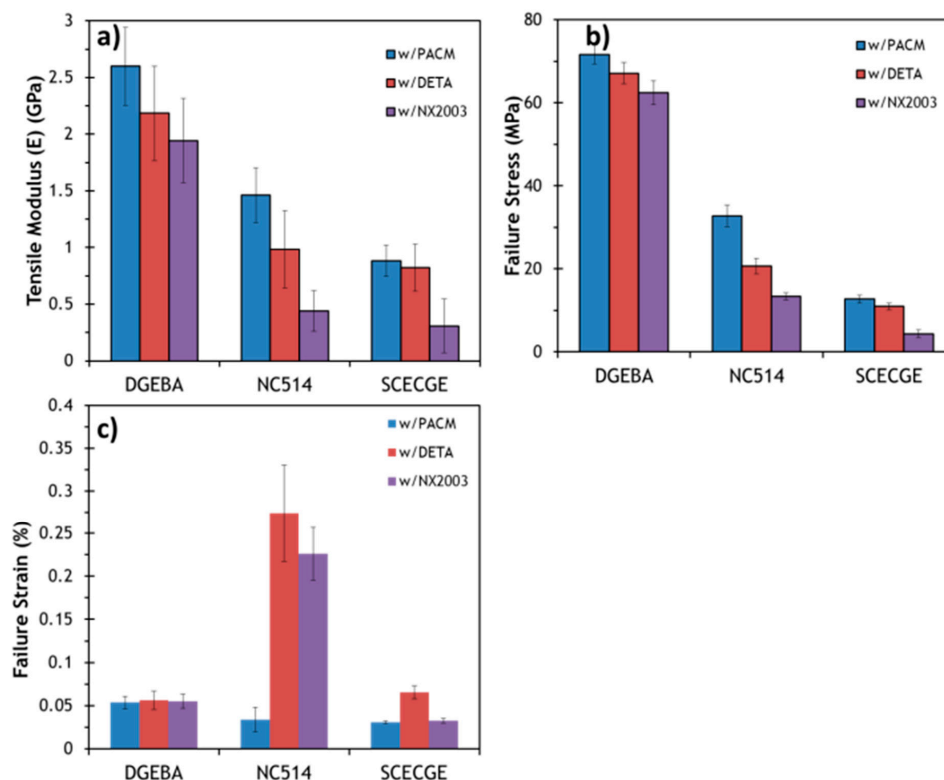 a)
w/PACM
w/DETA
w/NX2003
Tensile Modulus (E) (GPa)
3
2.5
2
1.5
1
0.5
0
DGEBA NC514 SCECGE
b)
w/PACM
w/DETA
w/NX2003
Failure Stress (MPa)
80
60
40
20
0
DGEBA NC514 SCECGE
c)
w/PACM
w/DETA
w/NX2003
Failure Strain (%)
0.4
0.35
0.3
0.25
0.2
0.15
0.1
0.05
0
DGEBA NC514 SCECGE